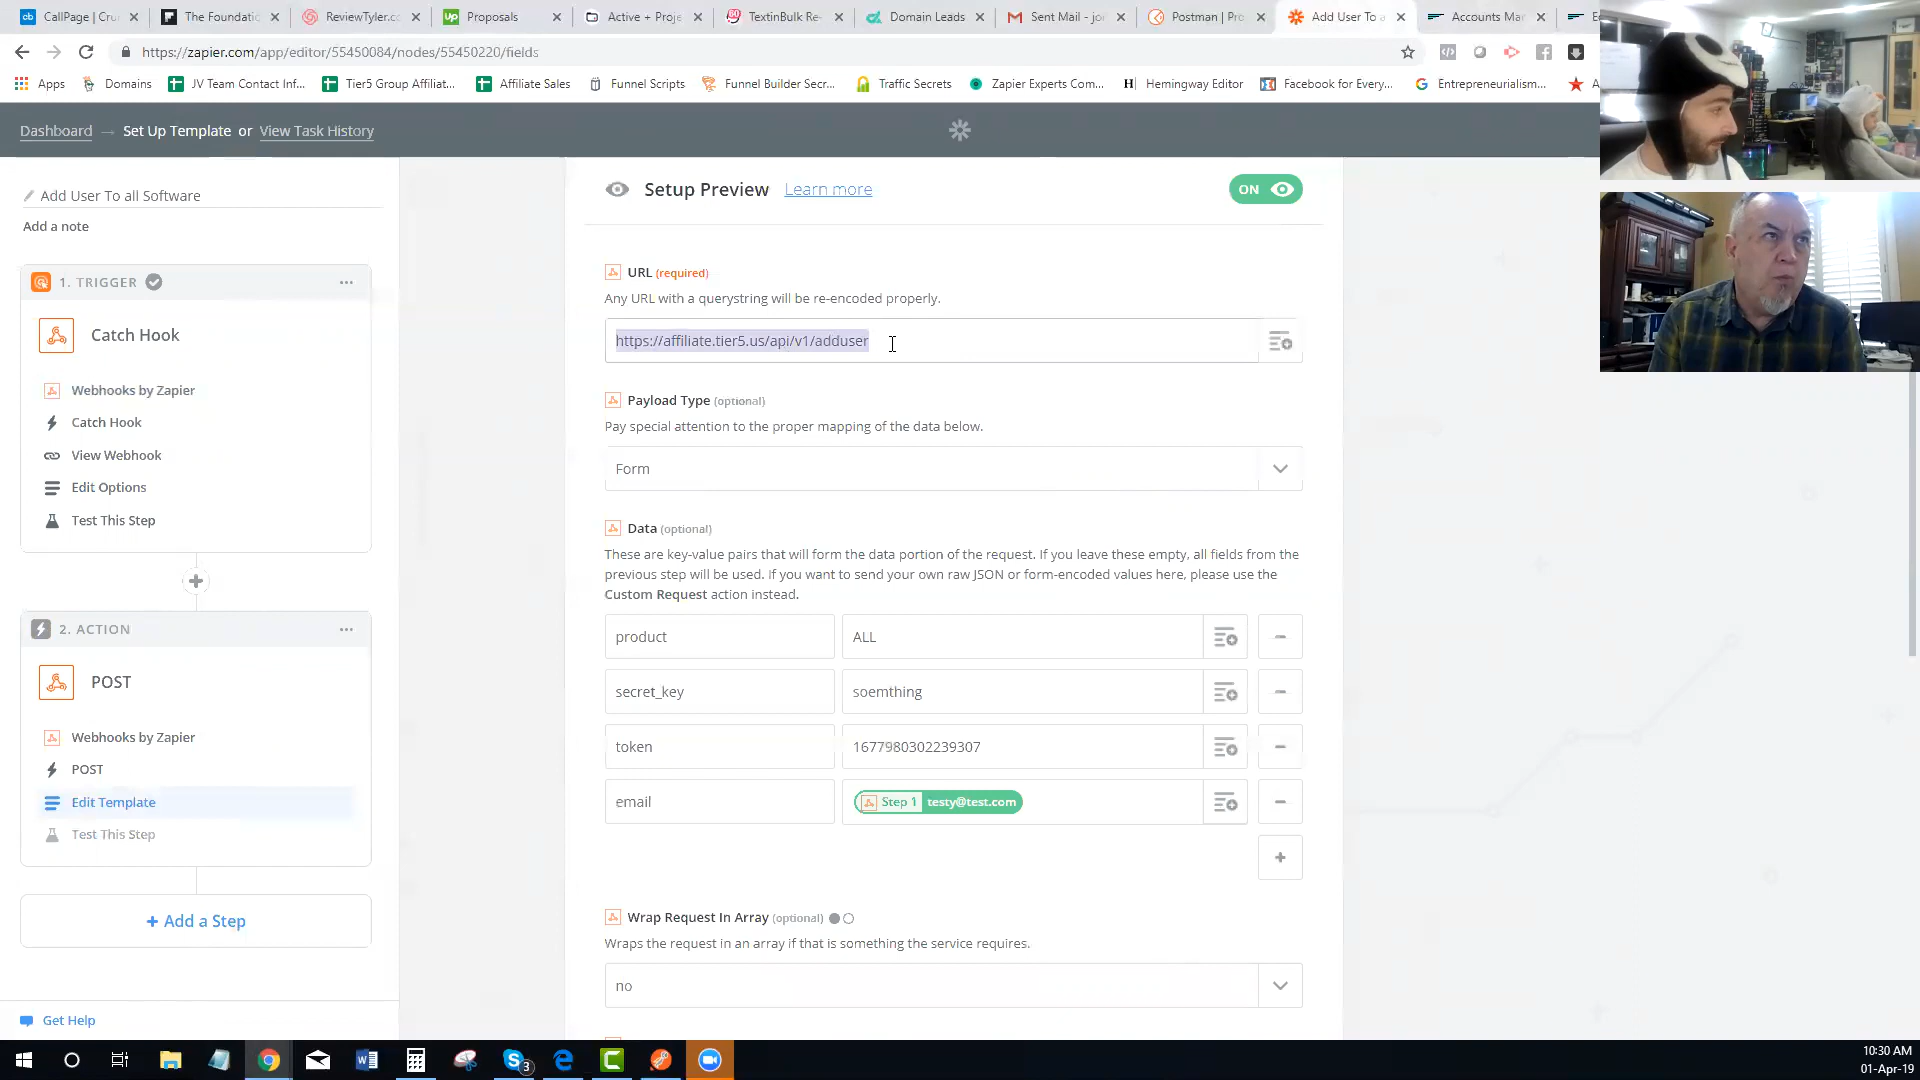 CallPage | Cru
The Foundatio
ReviewTyler.co
Proposals
Active + Proje
TextinBulk Re-
Domain Leads
Sent Mail - jo
Postman | Pro
Add User To a
Accounts Ma
https://zapier.com/app/editor/55450084/nodes/55450220/fields
Apps
Domains
JV Team Contact Inf...
Tier5 Group Affiliat...
Affiliate Sales
Funnel Scripts
Funnel Builder Secr...
Traffic Secrets
Zapier Experts Com...
Hemingway Editor
Facebook for Every...
Entrepreneurialism...
Dashboard → Set Up Template or View Task History
Add User To all Software
Add a note
1. TRIGGER
Catch Hook
Webhooks by Zapier
Catch Hook
View Webhook
Edit Options
Test This Step
2. ACTION
POST
Webhooks by Zapier
POST
Edit Template
Test This Step
+ Add a Step
Get Help
Setup Preview Learn more
ON
URL (required)
Any URL with a querystring will be re-encoded properly.
https://affiliate.tier5.us/api/v1/adduser
Payload Type (optional)
Pay special attention to the proper mapping of the data below.
Form
Data (optional)
These are key-value pairs that will form the data portion of the request. If you leave these empty, all fields from the
previous step will be used. If you want to send your own raw JSON or form-encoded values here, please use the
Custom Request action instead.
product ALL
secret_key soemthing
token 1677980302239307
email Step 1 testy@test.com
Wrap Request In Array (optional)
Wraps the request in an array if that is something the service requires.
no
3
10:30 AM
01-Apr-19